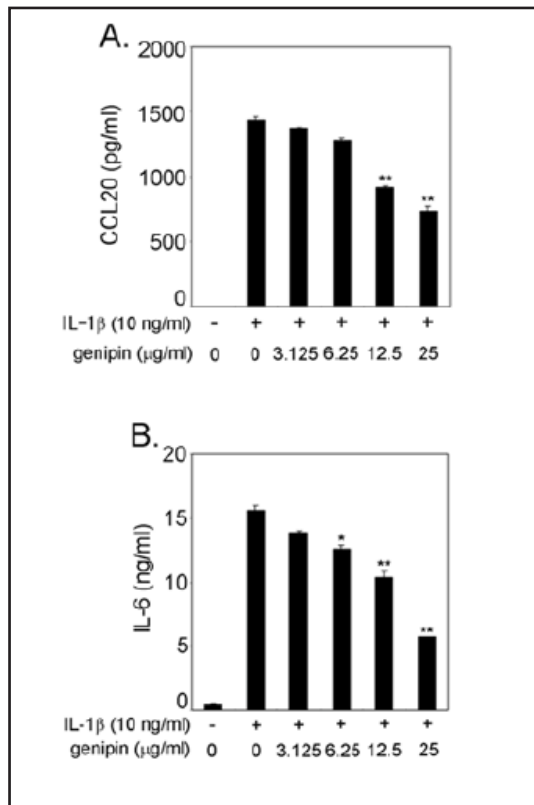 A.
2000
1500
1000
500
0
CCL20 (pg/ml)
** **
IL-1β (10 ng/ml) - + + + + +
genipin (μg/ml) 0 0 3.125 6.25 12.5 25
B.
20
15
10
5
0
IL-6 (ng/ml)
* ** **
IL-1β (10 ng/ml) - + + + + +
genipin (μg/ml) 0 0 3.125 6.25 12.5 25